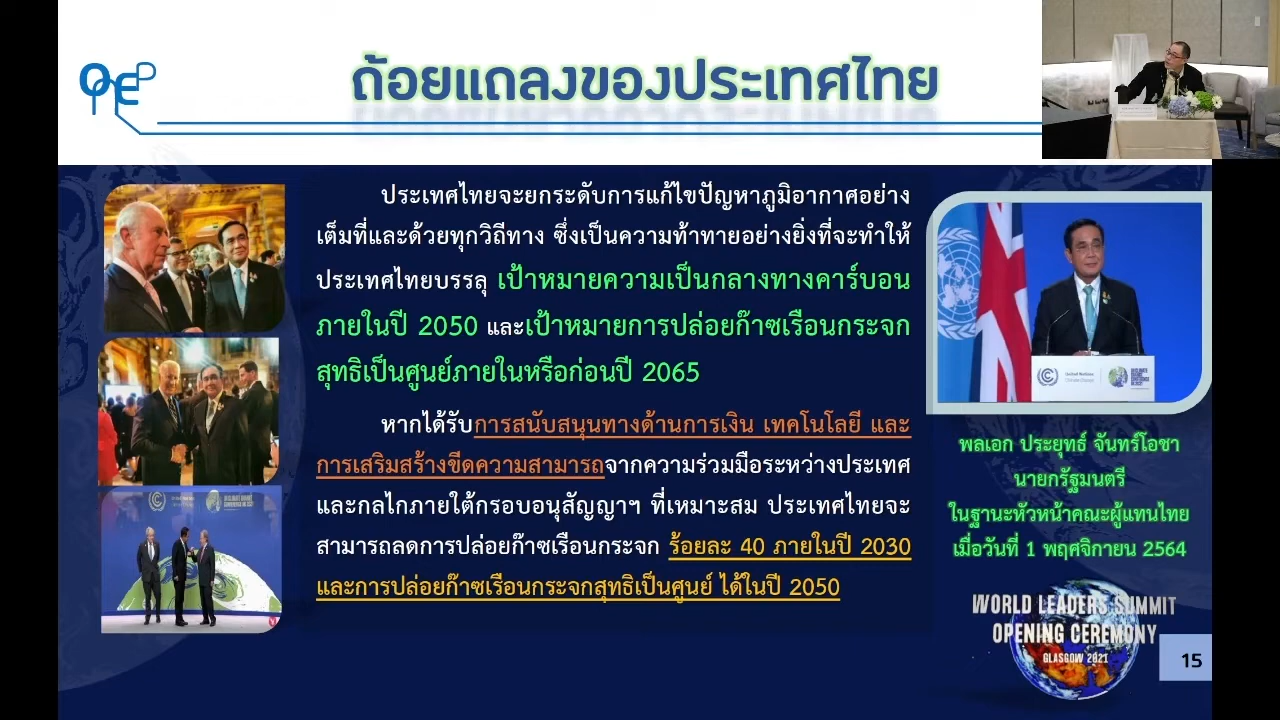 ถ้อยแถลงของประเทศไทย
ประเทศไทยจะยกระดับการแก้ไขปัญหาภูมิอากาศอย่าง
เต็มที่และด้วยทุกวิถีทาง ซึ่งเป็นความท้าทายอย่างยิ่งที่จะทำให้
ประเทศไทยบรรลุ เป้าหมายความเป็นกลางทางคาร์บอน
ภายในปี 2050 และเป้าหมายการปล่อยก๊าซเรือนกระจก
สุทธิเป็นศูนย์ภายในหรือก่อนปี 2065
หากได้รับการสนับสนุนทางด้านการเงิน เทคโนโลยี และ
การเสริมสร้างขีดความสามารถจากความร่วมมือระหว่างประเทศ
และกลไกภายใต้กรอบอนุสัญญาฯ ที่เหมาะสม ประเทศไทยจะ
สามารถลดการปล่อยก๊าซเรือนกระจก ร้อยละ 40 ภายในปี 2030
และการปล่อยก๊าซเรือนกระจกสุทธิเป็นศูนย์ ได้ในปี 2050
พลเอก ประยุทธ์ จันทร์โอชา
นายกรัฐมนตรี
ในฐานะหัวหน้าคณะผู้แทนไทย
เมื่อวันที่ 1 พฤศจิกายน 2564
WORLD LEADERS SUMMIT
OPENING CEREMONY
GLASGOW 2021
15